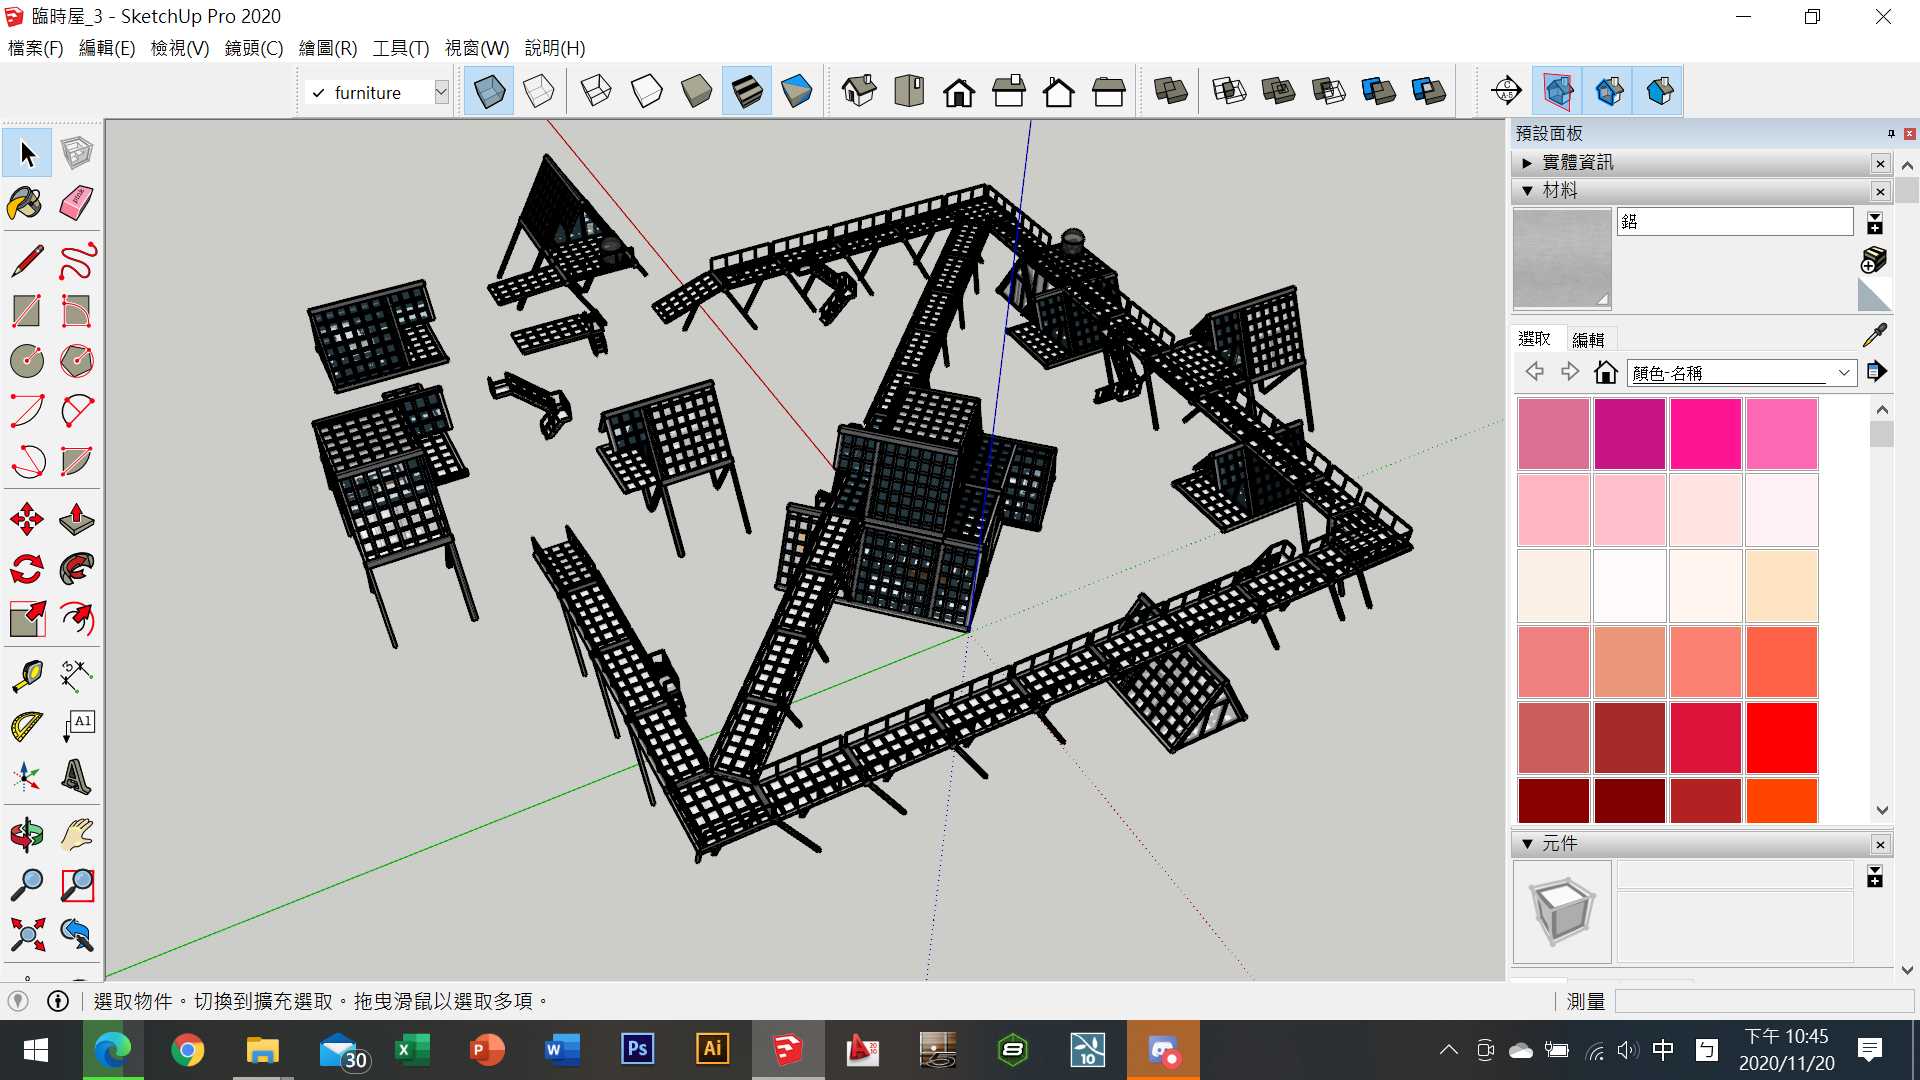 臨時屋_3 - SketchUp Pro 2020
檔案(F) 編輯(E) 檢視(V) 鏡頭(C) 繪圖(R) 工具(T) 視窗(W) 說明(H)
furniture
預設面板
實體資訊
材料
鋁
選取 編輯
顏色-名稱
元件
選取物件。切換到擴充選取。拖曳滑鼠以選取多項。
測量
30
下午 10:45
2020/11/20
中
ㄅ
A1
Ps
Ai
10